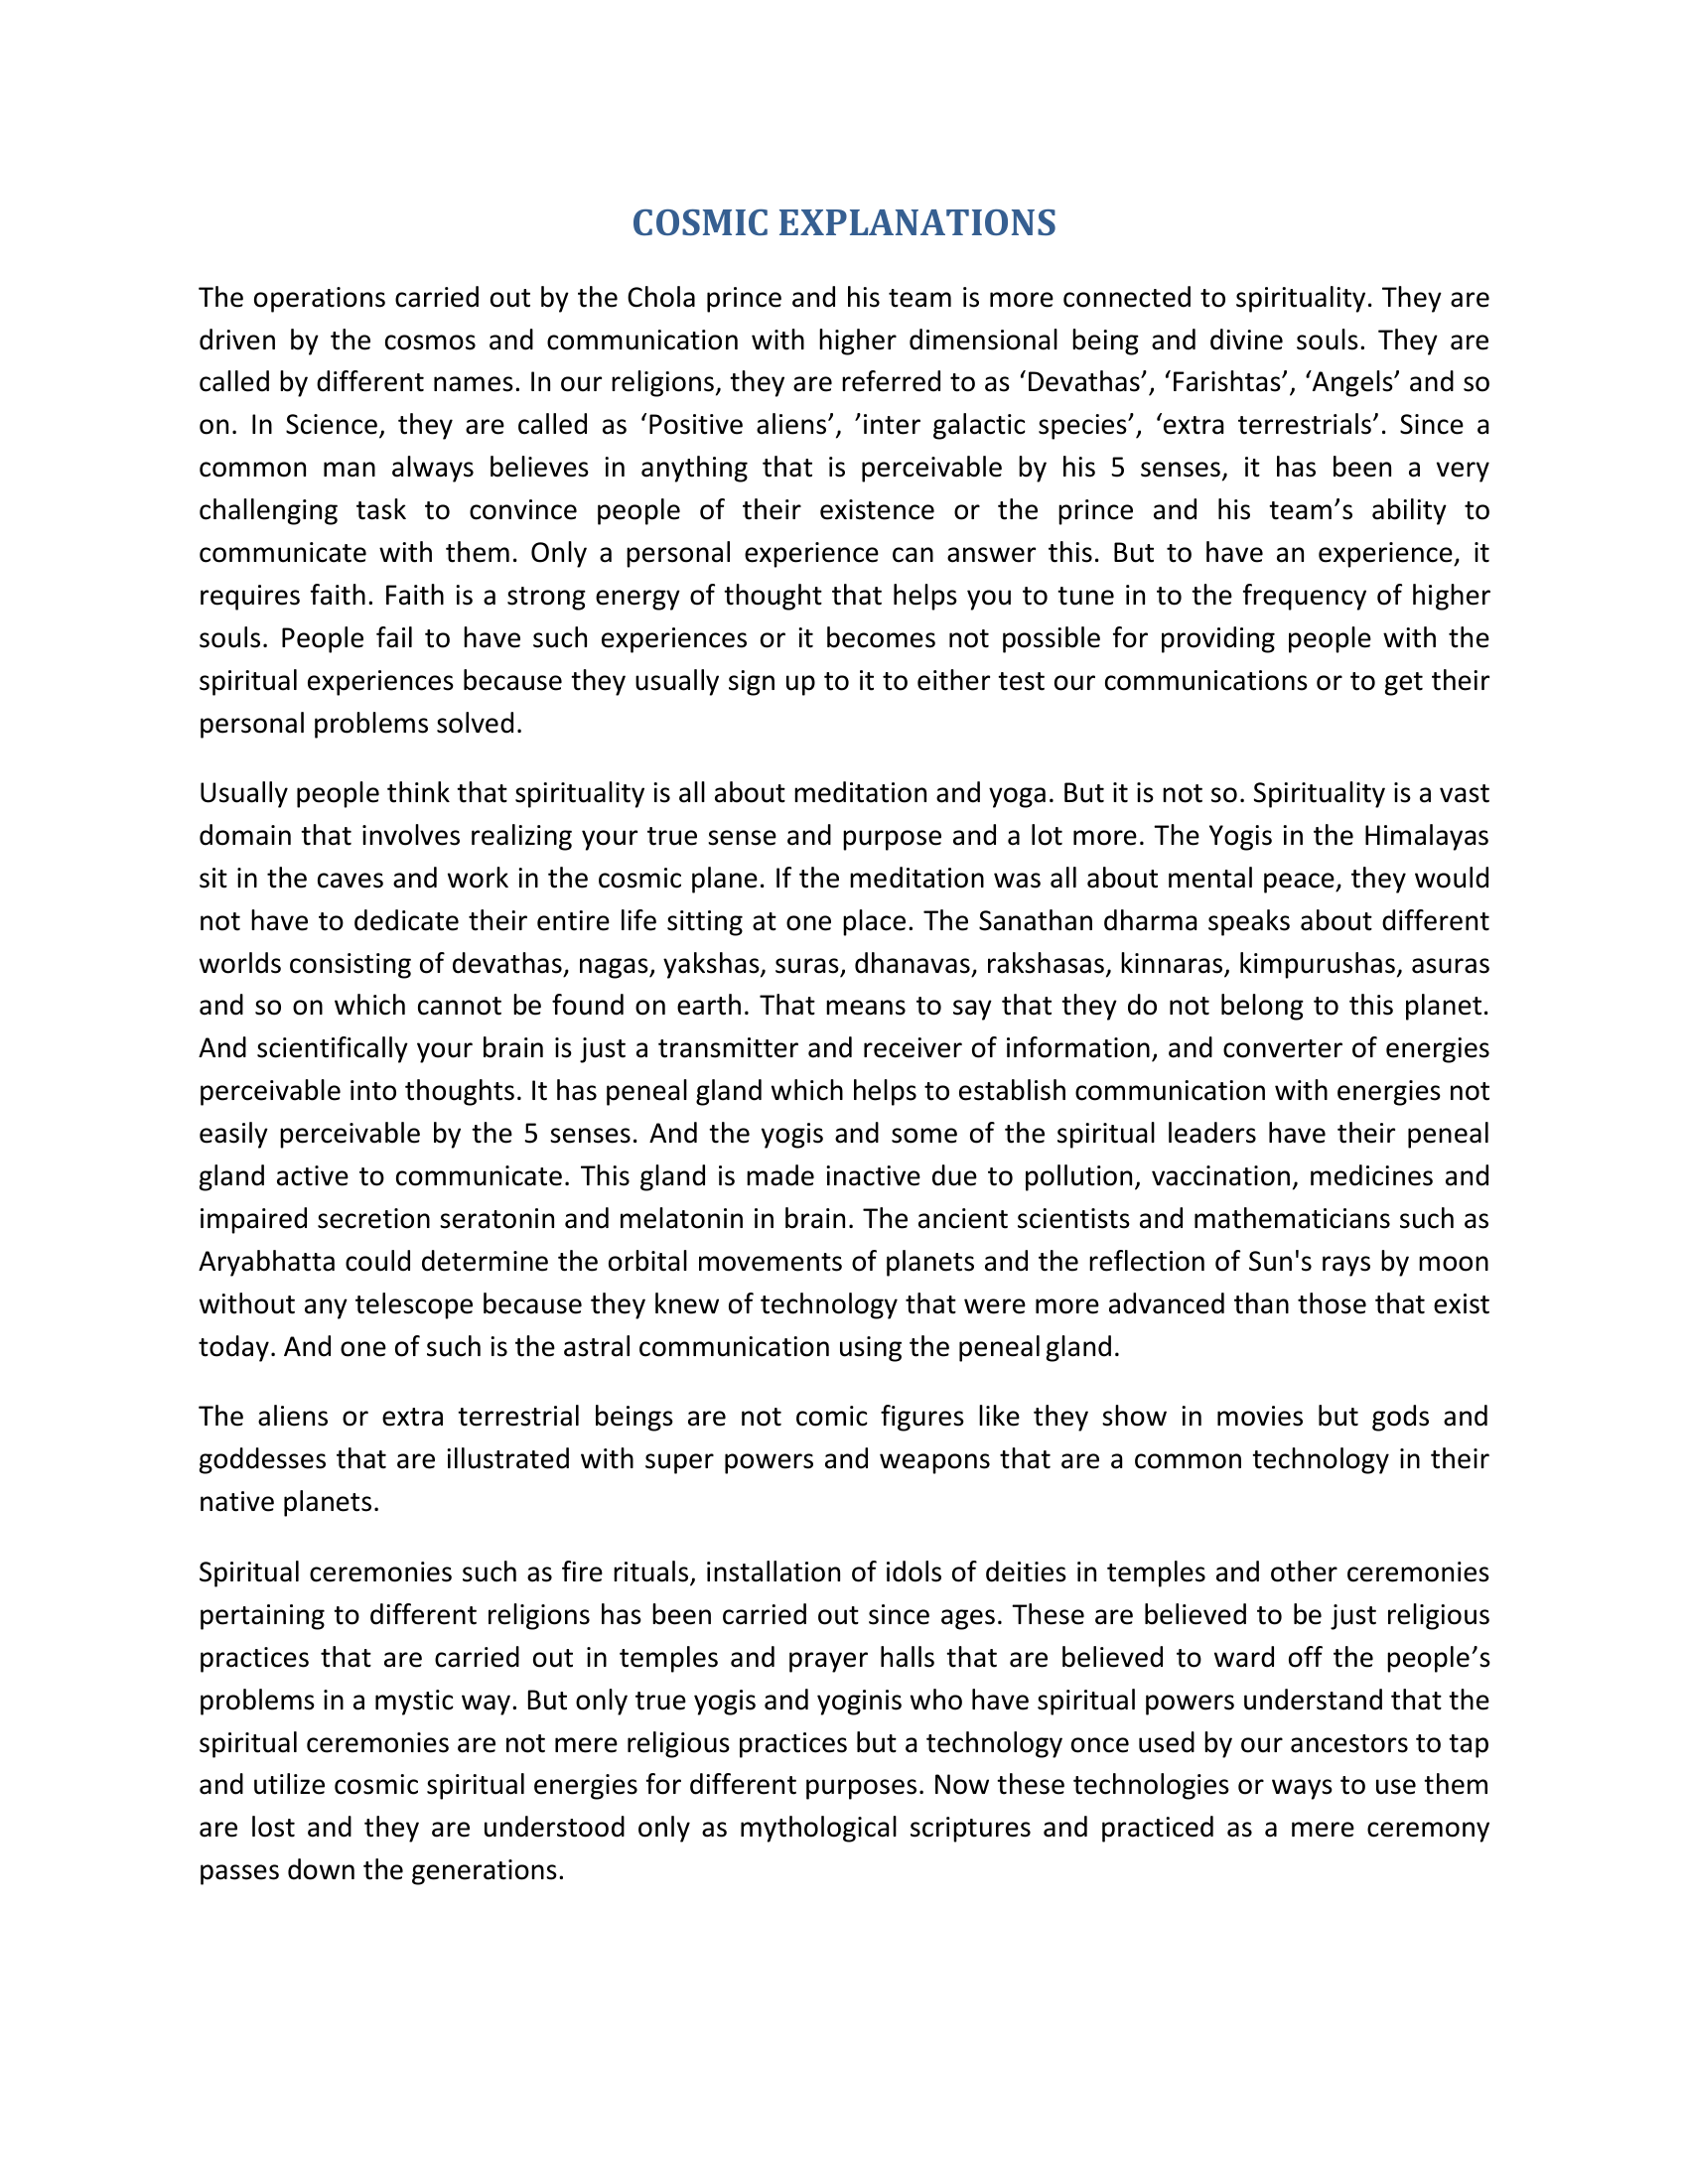 COSMIC EXPLANATIONS
The operations carried out by the Chola prince and his team is more connected to spirituality. They are
driven by the cosmos and communication with higher dimensional being and divine souls. They are
called by different names. In our religions, they are referred to as ‘Devathas’, ‘Farishtas’, ‘Angels’ and so
on. In Science, they are called as ‘Positive aliens’, ’inter galactic species’, ‘extra terrestrials’. Since a
common man always believes in anything that is perceivable by his 5 senses, it has been a very
challenging task to convince people of their existence or the prince and his team’s ability to
communicate with them. Only a personal experience can answer this. But to have an experience, it
requires faith. Faith is a strong energy of thought that helps you to tune in to the frequency of higher
souls. People fail to have such experiences or it becomes not possible for providing people with the
spiritual experiences because they usually sign up to it to either test our communications or to get their
personal problems solved.
Usually people think that spirituality is all about meditation and yoga. But it is not so. Spirituality is a vast
domain that involves realizing your true sense and purpose and a lot more. The Yogis in the Himalayas
sit in the caves and work in the cosmic plane. If the meditation was all about mental peace, they would
not have to dedicate their entire life sitting at one place. The Sanathan dharma speaks about different
worlds consisting of devathas, nagas, yakshas, suras, dhanavas, rakshasas, kinnaras, kimpurushas, asuras
and so on which cannot be found on earth. That means to say that they do not belong to this planet.
And scientifically your brain is just a transmitter and receiver of information, and converter of energies
perceivable into thoughts. It has peneal gland which helps to establish communication with energies not
easily perceivable by the 5 senses. And the yogis and some of the spiritual leaders have their peneal
gland active to communicate. This gland is made inactive due to pollution, vaccination, medicines and
impaired secretion seratonin and melatonin in brain. The ancient scientists and mathematicians such as
Aryabhatta could determine the orbital movements of planets and the reflection of Sun's rays by moon
without any telescope because they knew of technology that were more advanced than those that exist
today. And one of such is the astral communication using the peneal gland.
The aliens or extra terrestrial beings are not comic figures like they show in movies but gods and
goddesses that are illustrated with super powers and weapons that are a common technology in their
native planets.
Spiritual ceremonies such as fire rituals, installation of idols of deities in temples and other ceremonies
pertaining to different religions has been carried out since ages. These are believed to be just religious
practices that are carried out in temples and prayer halls that are believed to ward off the people’s
problems in a mystic way. But only true yogis and yoginis who have spiritual powers understand that the
spiritual ceremonies are not mere religious practices but a technology once used by our ancestors to tap
and utilize cosmic spiritual energies for different purposes. Now these technologies or ways to use them
are lost and they are understood only as mythological scriptures and practiced as a mere ceremony
passes down the generations.